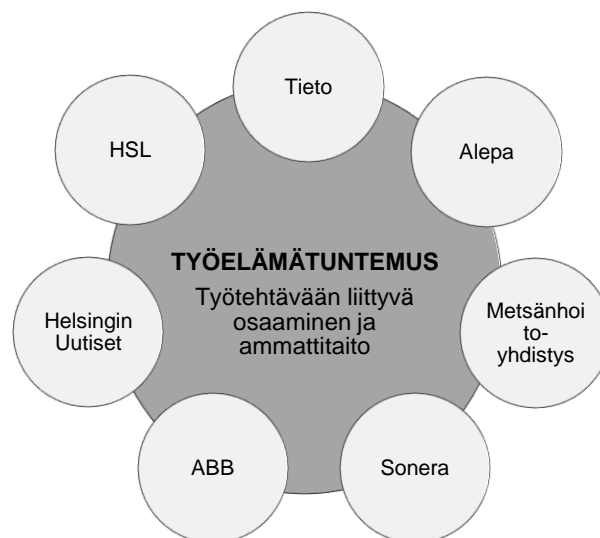 Tieto
HSL
Alepa
TYÖELÄMÄTUNTEMUS
Työtehtävään liittyvä
osaaminen ja
ammattitaito
Helsingin
Uutiset
Metsänhoi
to-
yhdistys
ABB
Sonera